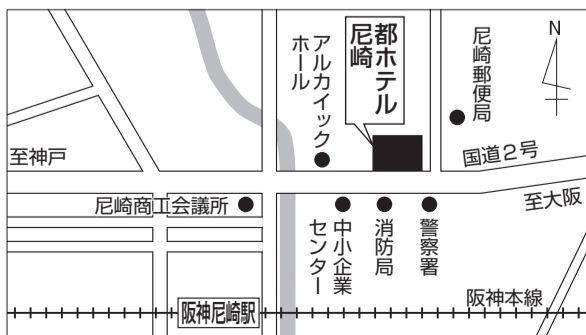 アルカイック
ホール
都ホテル
尼崎
尼崎郵便局
N
至神戸
国道2号
至大阪
尼崎商工会議所
中小企業
センター
消防局
警察署
阪神本線
阪神尼崎駅